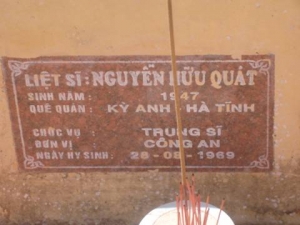 LIỆT SĨ: NGUYỄN HỮU QUÁT
SINH NĂM: 1947
QUÊ QUÁN: KỲ ANH - HÀ TĨNH
CHỨC VỤ: TRUNG SĨ
ĐƠN VỊ CÔNG AN
NGÀY HY SINH: 28-08-1969